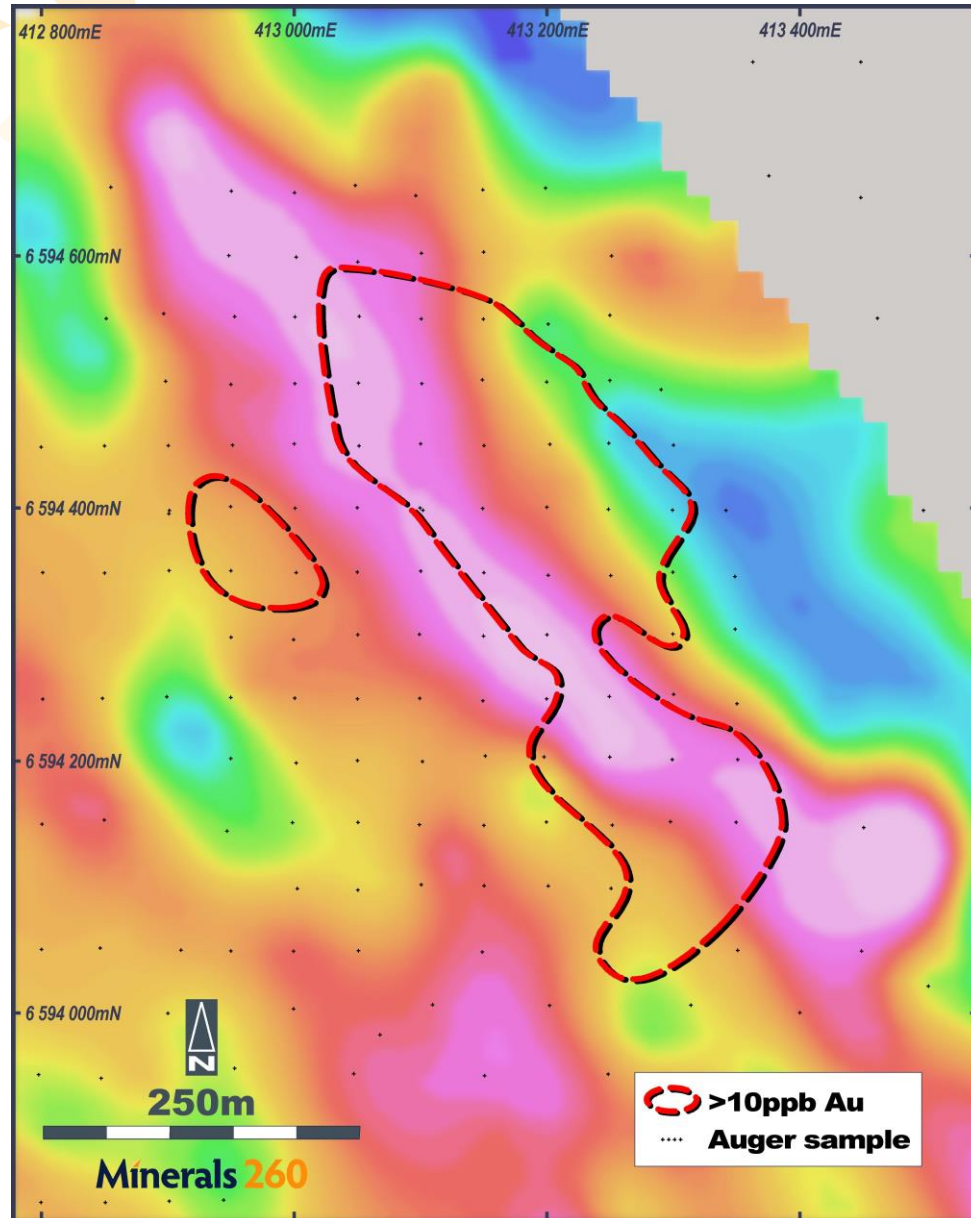 412 800mE 413 000mE 413 200mE 413 400mE
6 594 600mN
6 594 400mN
6 594 200mN
6 594 000mN
N
250m
Minerals 260
>10ppb Au
Auger sample